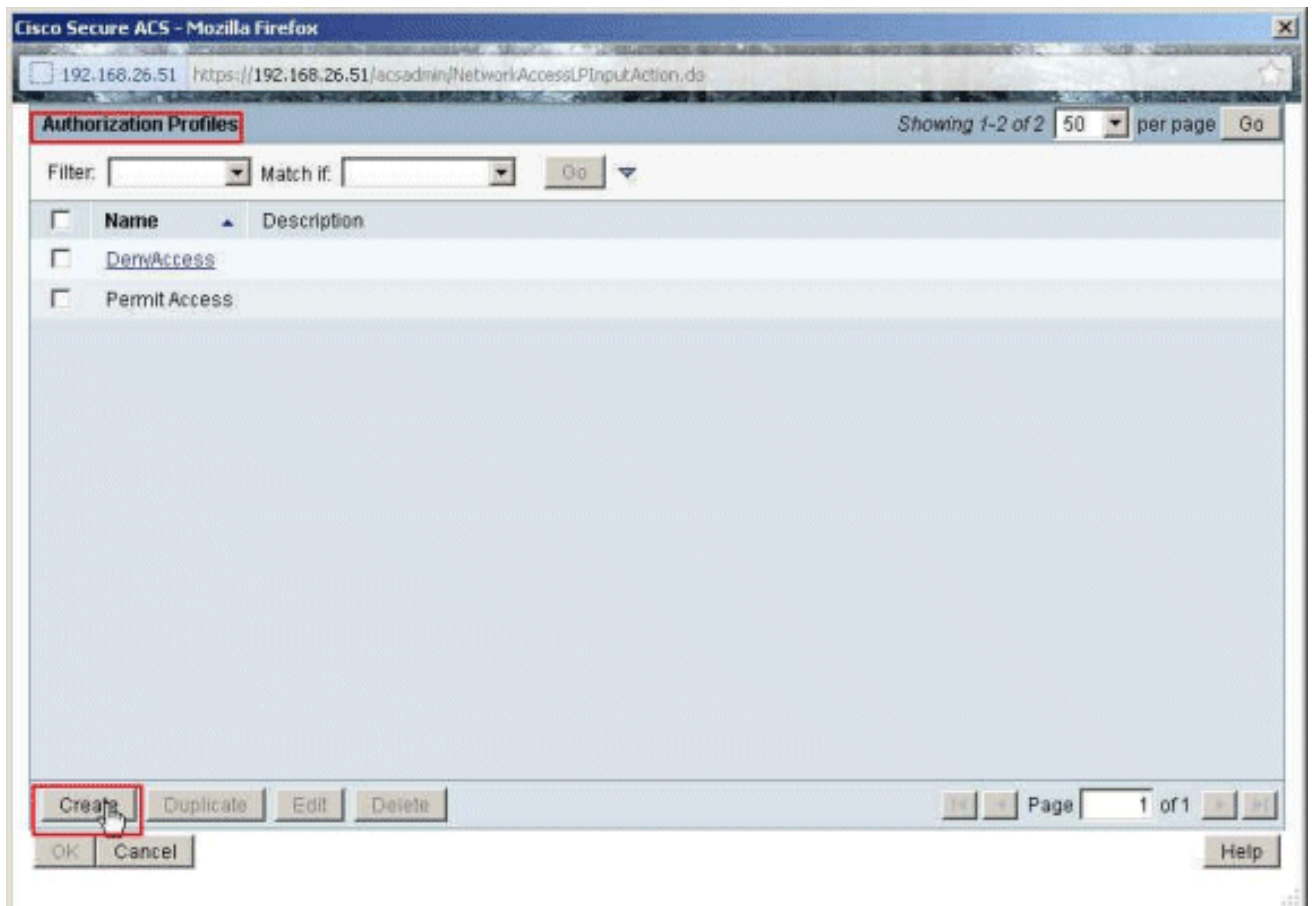 Cisco Secure ACS - Mozilla Firefox
192.168.26.51 https://192.168.26.51/acsadmin/NetworkAccessLPInputAction.do
Authorization Profiles Showing 1-2 of 2 50 per page Go
Filter: Match if: Go
Name Description
DenyAccess
Permit Access
Create Duplicate Edit Delete Page 1 of 1
OK Cancel Help